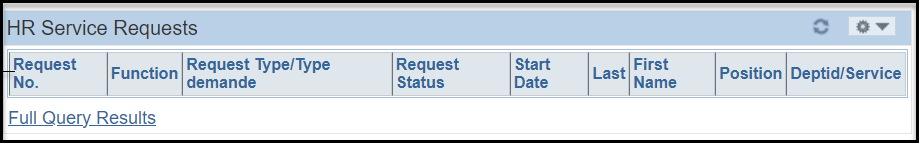 HR Service Requests
Request No. Function Request Type/Type demande Request Status Start Date Last First Name Position Deptid/Service
Full Query Results